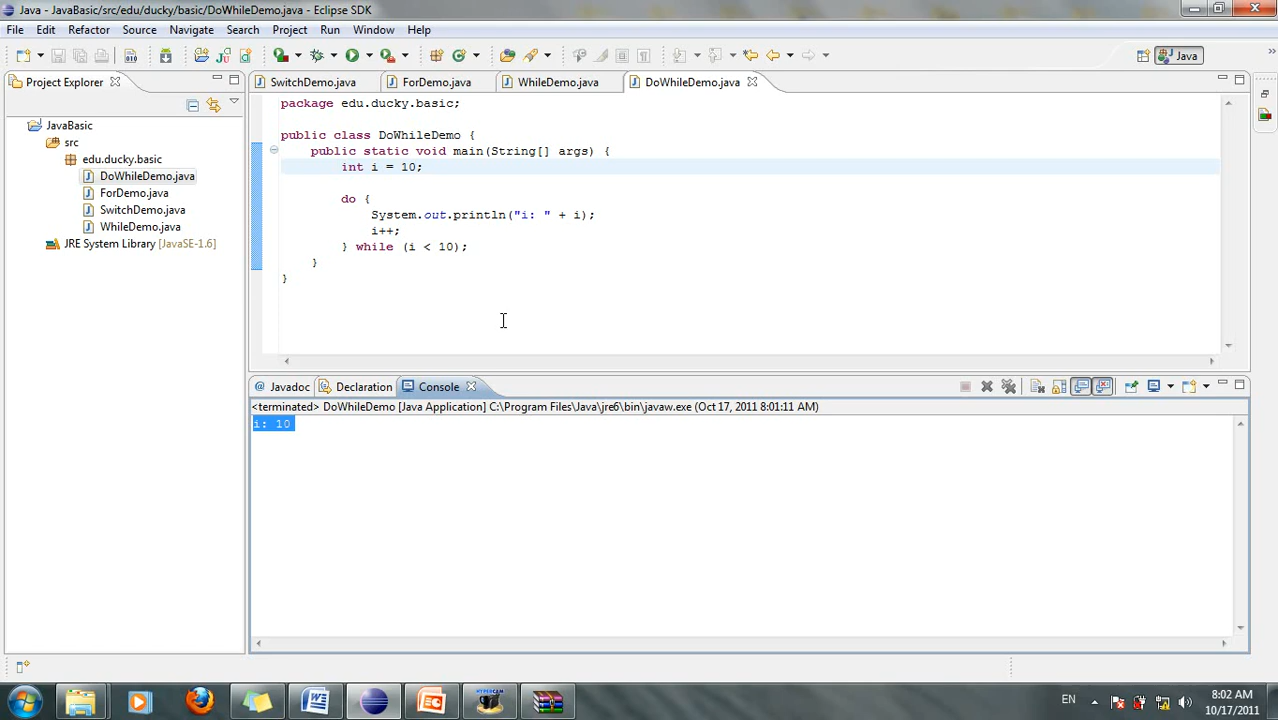 Java - JavaBasic/src/edu/ducky/basic/DoWhileDemo.java - Eclipse SDK
File Edit Refactor Source Navigate Search Project Run Window Help
Java
Project Explorer
JavaBasic
src
edu.ducky.basic
DoWhileDemo.java
ForDemo.java
SwitchDemo.java
WhileDemo.java
JRE System Library [JavaSE-1.6]
SwitchDemo.java ForDemo.java WhileDemo.java DoWhileDemo.java
package edu.ducky.basic;
public class DoWhileDemo {
public static void main(String[] args) {
int i = 10;
do {
System.out.println("i: " + i);
i++;
} while (i < 10);
}
}
@ Javadoc Declaration Console
<terminated> DoWhileDemo [Java Application] C:\Program Files\Java\jre6\bin\javaw.exe (Oct 17, 2011 8:01:11 AM)
i: 10
EN
8:02 AM
10/17/2011